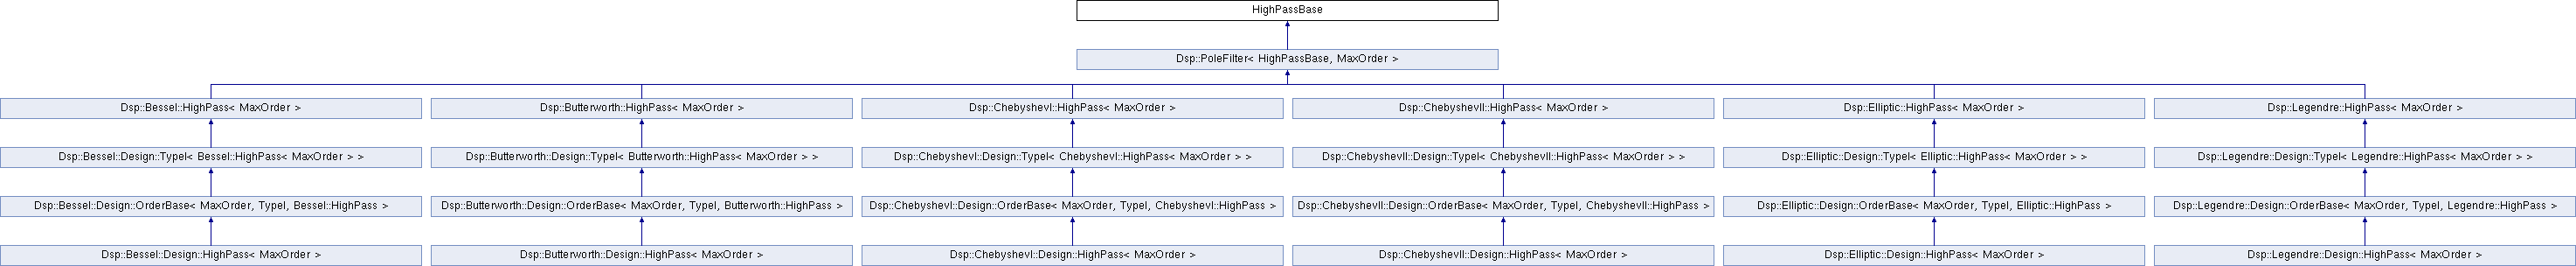 HighPassBase
Dsp::PoleFilter< HighPassBase, MaxOrder >
Dsp::Bessel::HighPass< MaxOrder >
Dsp::Butterworth::HighPass< MaxOrder >
Dsp::ChebyshevI::HighPass< MaxOrder >
Dsp::ChebyshevII::HighPass< MaxOrder >
Dsp::Elliptic::HighPass< MaxOrder >
Dsp::Legendre::HighPass< MaxOrder >
Dsp::Bessel::Design::TypeI< Bessel::HighPass< MaxOrder > >
Dsp::Butterworth::Design::TypeI< Butterworth::HighPass< MaxOrder > >
Dsp::ChebyshevI::Design::TypeI< ChebyshevI::HighPass< MaxOrder > >
Dsp::ChebyshevII::Design::TypeI< ChebyshevII::HighPass< MaxOrder > >
Dsp::Elliptic::Design::TypeI< Elliptic::HighPass< MaxOrder > >
Dsp::Legendre::Design::TypeI< Legendre::HighPass< MaxOrder > >
Dsp::Bessel::Design::OrderBase< MaxOrder, TypeI, Bessel::HighPass >
Dsp::Butterworth::Design::OrderBase< MaxOrder, TypeI, Butterworth::HighPass >
Dsp::ChebyshevI::Design::OrderBase< MaxOrder, TypeI, ChebyshevI::HighPass >
Dsp::ChebyshevII::Design::OrderBase< MaxOrder, TypeI, ChebyshevII::HighPass >
Dsp::Elliptic::Design::OrderBase< MaxOrder, TypeI, Elliptic::HighPass >
Dsp::Legendre::Design::OrderBase< MaxOrder, TypeI, Legendre::HighPass >
Dsp::Bessel::Design::HighPass< MaxOrder >
Dsp::Butterworth::Design::HighPass< MaxOrder >
Dsp::ChebyshevI::Design::HighPass< MaxOrder >
Dsp::ChebyshevII::Design::HighPass< MaxOrder >
Dsp::Elliptic::Design::HighPass< MaxOrder >
Dsp::Legendre::Design::HighPass< MaxOrder >